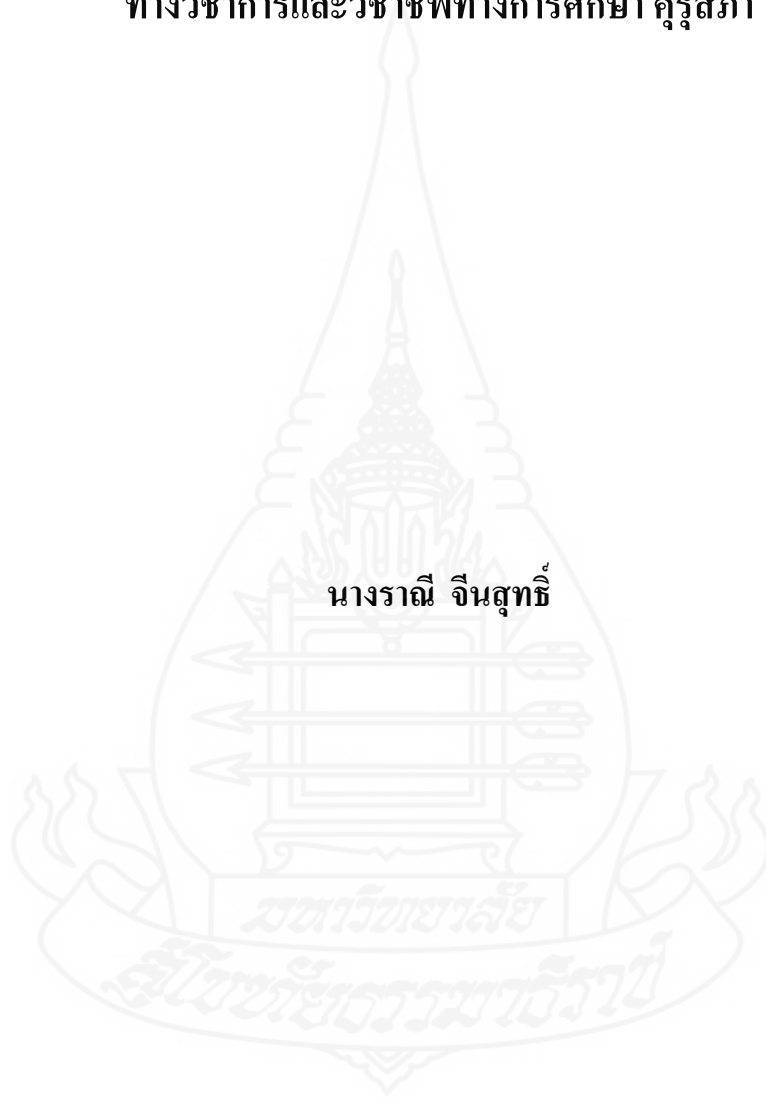 ทางวิชาการและวิชาชีพทางการศึกษา คุรุสภา
นางราณี จีนสุทธิ์
มหาวิทยาลัย
สุโขทัยธรรมาธิราช